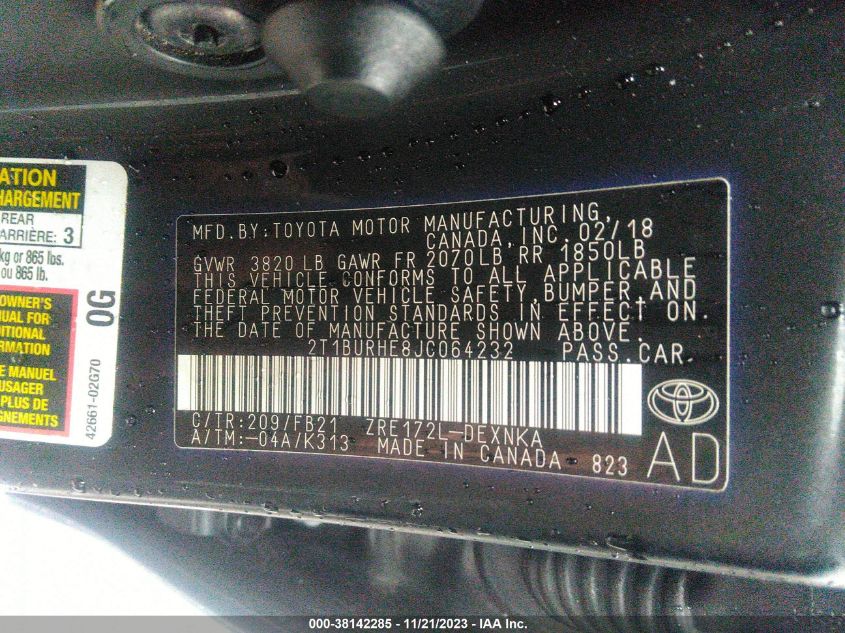 ATION
HARGEMENT
REAR
ARRIÈRE: 3
kg or 865 lbs.
ou 865 lb.
OWNER'S
NUAL FOR
DITIONAL
RMATION
E MANUEL
USAGER
PLUS DE
GNEMENTS
0G
42661-02G70
MFD.BY:TOYOTA MOTOR MANUFACTURING,
CANADA,INC. 02/18
GVWR 3820 LB GAWR FR 2070LB, RR 1850LB
THIS VEHICLE CONFORMS TO ALL APPLICABLE
FEDERAL MOTOR VEHICLE SAFETY,BUMPER,AND
THEFT PREVENTION STANDARDS IN EFFECT ON
THE DATE OF MANUFACTURE SHOWN ABOVE.
2T1BURHE8JC064232 PASS.CAR
C/TR:209/FB21 ZRE172L-DEXNKA
A/TM:-04A/K313 MADE IN CANADA 823
AD
000-38142285 - 11/21/2023 - IAA Inc.